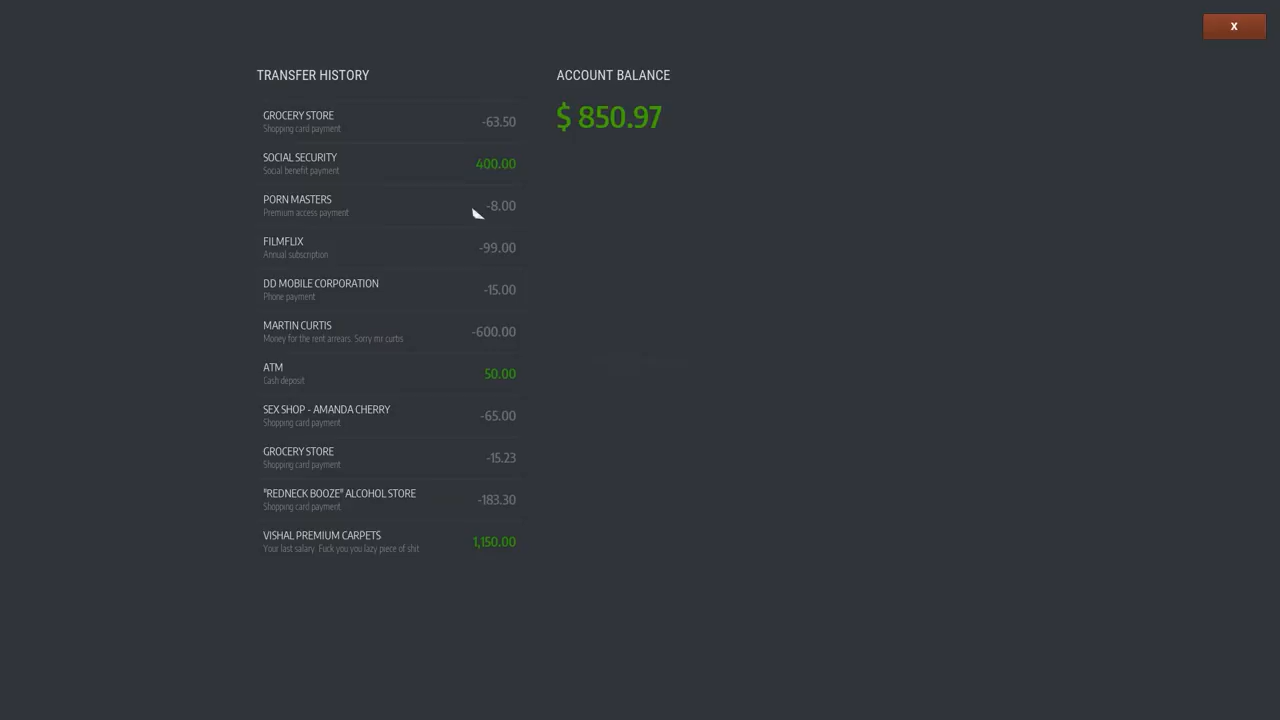 X
TRANSFER HISTORY
ACCOUNT BALANCE
$ 850.97
GROCERY STORE
Shopping card payment
-63.50
SOCIAL SECURITY
Social benefit payment
400.00
PORN MASTERS
Premium access payment
-8.00
FILMFLIX
Annual subscription
-99.00
DD MOBILE CORPORATION
Phone payment
-15.00
MARTIN CURTIS
Money for the rent arrears. Sorry mr curtis
-600.00
ATM
Cash deposit
50.00
SEX SHOP - AMANDA CHERRY
Shopping card payment
-65.00
GROCERY STORE
Shopping card payment
-15.23
"REDNECK BOOZE" ALCOHOL STORE
Shopping card payment
-183.30
VISHAL PREMIUM CARPETS
Your last salary. Fuck you you lazy piece of shit
1,150.00